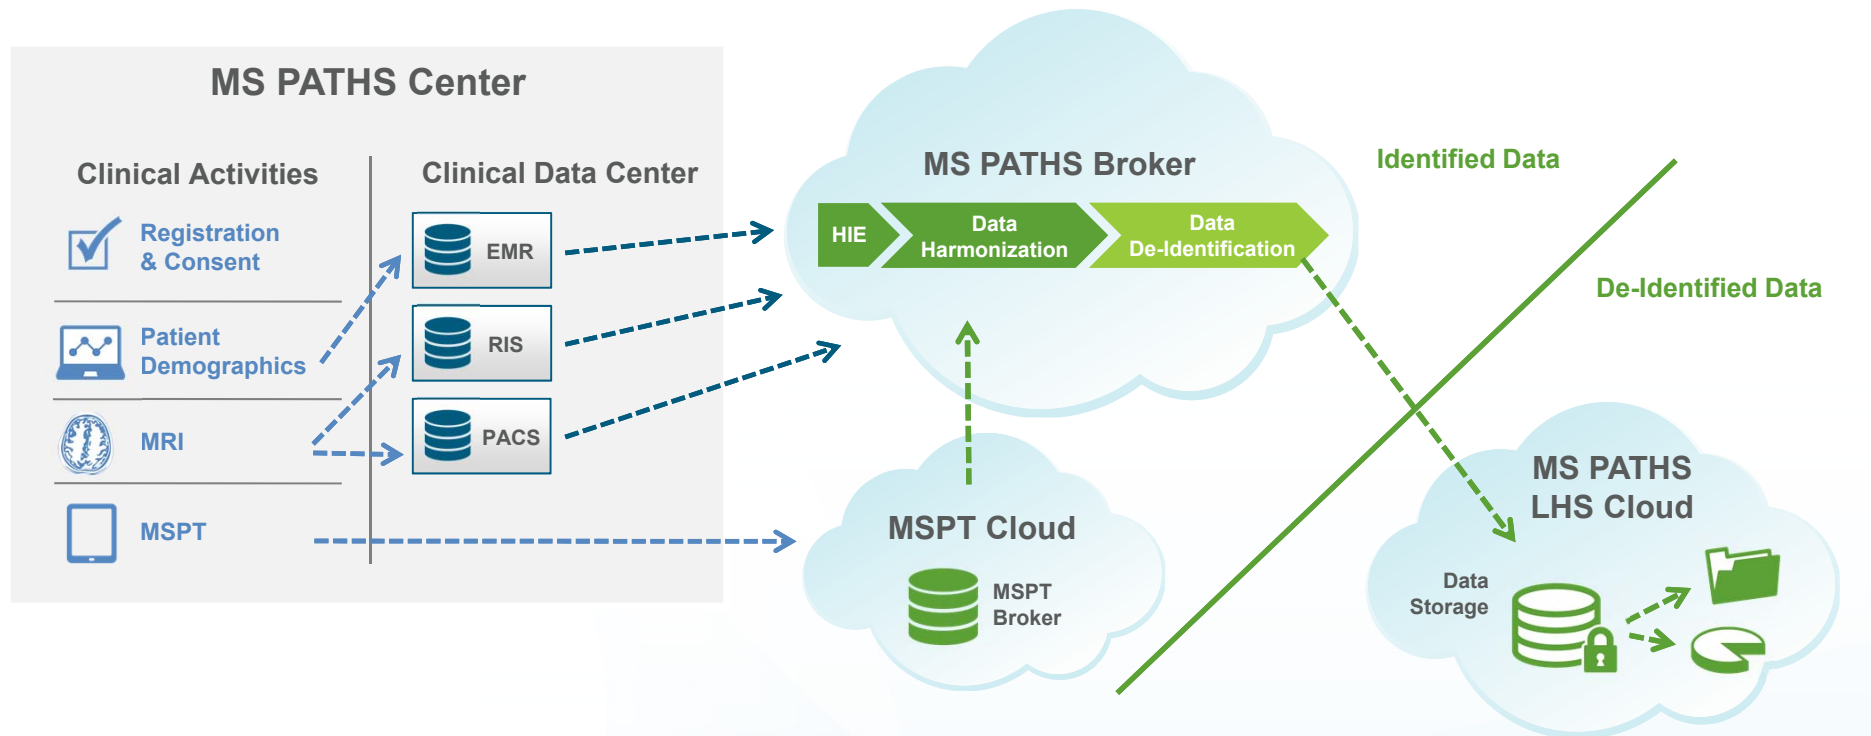 MS PATHS Center
Clinical Activities
Registration
& Consent
Patient
Demographics
MRI
MSPT
Clinical Data Center
EMR
RIS
PACS
MS PATHS Broker
HIE
Data
Harmonization
Data
De-Identification
MSPT Cloud
MSPT
Broker
Identified Data
De-Identified Data
MS PATHS
LHS Cloud
Data
Storage